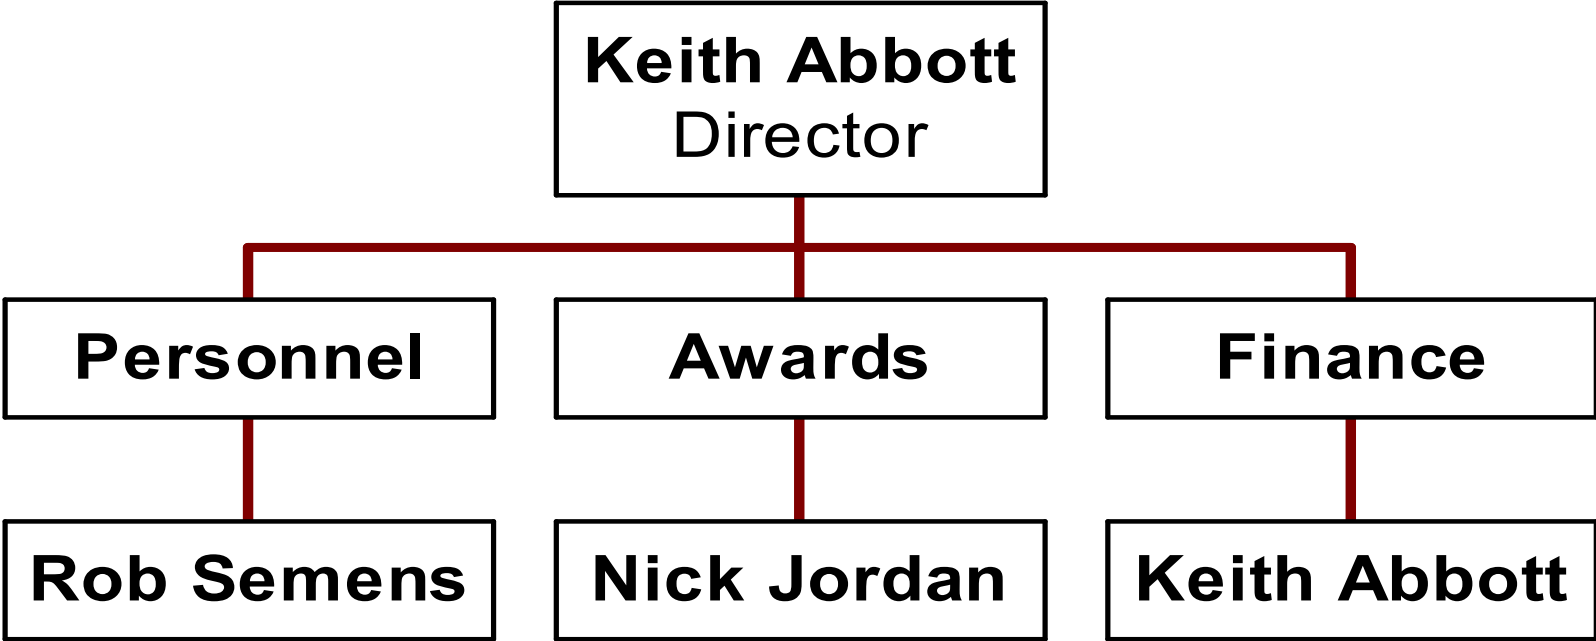 Keith Abbott
Director
Personnel
Awards
Finance
Rob Semens
Nick Jordan
Keith Abbott